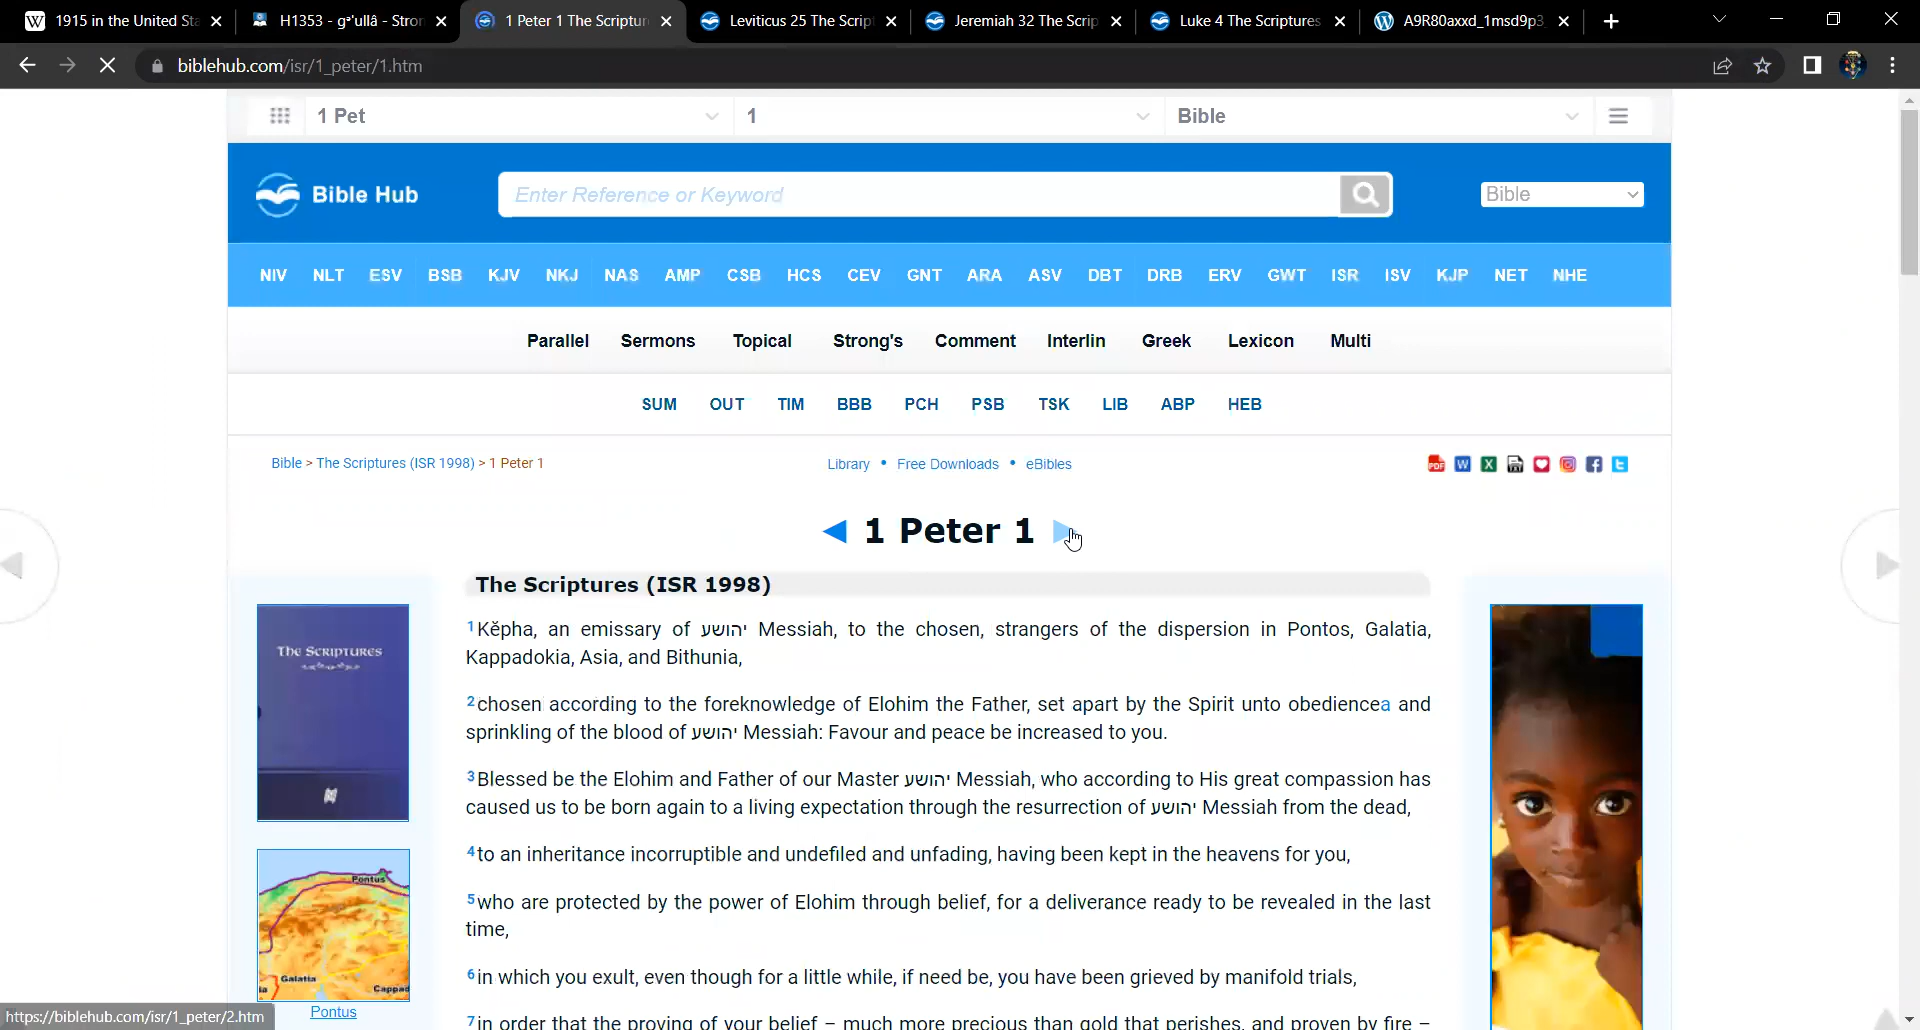 1915 in the United St
H1353 - gᵊ'ullâ - Stron
1 Peter 1 The Scriptur
Leviticus 25 The Script
Jeremiah 32 The Scrip
Luke 4 The Scriptures
A9R80axxd_1msd9p3
biblehub.com/isr/1_peter/1.htm
1 Pet
1
Bible
Bible Hub
Enter Reference or Keyword
Bible
NIV NLT ESV BSB KJV NKJ NAS AMP CSB HCS CEV GNT ARA ASV DBT DRB ERV GWT ISR ISV KJP NET NHE
Parallel Sermons Topical Strong's Comment Interlin Greek Lexicon Multi
SUM OUT TIM BBB PCH PSB TSK LIB ABP HEB
Bible > The Scriptures (ISR 1998) > 1 Peter 1
Library • Free Downloads • eBibles
◄ 1 Peter 1 ►
The Scriptures (ISR 1998)
1Kĕpha, an emissary of יהושע Messiah, to the chosen, strangers of the dispersion in Pontos, Galatia,
Kappadokia, Asia, and Bithunia,
2chosen according to the foreknowledge of Elohim the Father, set apart by the Spirit unto obediencea and
sprinkling of the blood of יהושע Messiah: Favour and peace be increased to you.
3Blessed be the Elohim and Father of our Master יהושע Messiah, who according to His great compassion has
caused us to be born again to a living expectation through the resurrection of יהושע Messiah from the dead,
4to an inheritance incorruptible and undefiled and unfading, having been kept in the heavens for you,
5who are protected by the power of Elohim through belief, for a deliverance ready to be revealed in the last
time,
6in which you exult, even though for a little while, if need be, you have been grieved by manifold trials,
7in order that the proving of your belief – much more precious than gold that perishes, and proven by fire –
The Scriptures
Pontus
Galatia
Cappad
Pontus
https://biblehub.com/isr/1_peter/2.htm